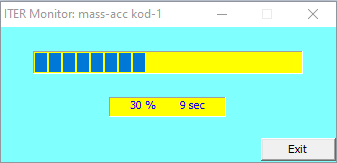 ITER Monitor: mass-acc kod-1
30 % 9 sec
Exit